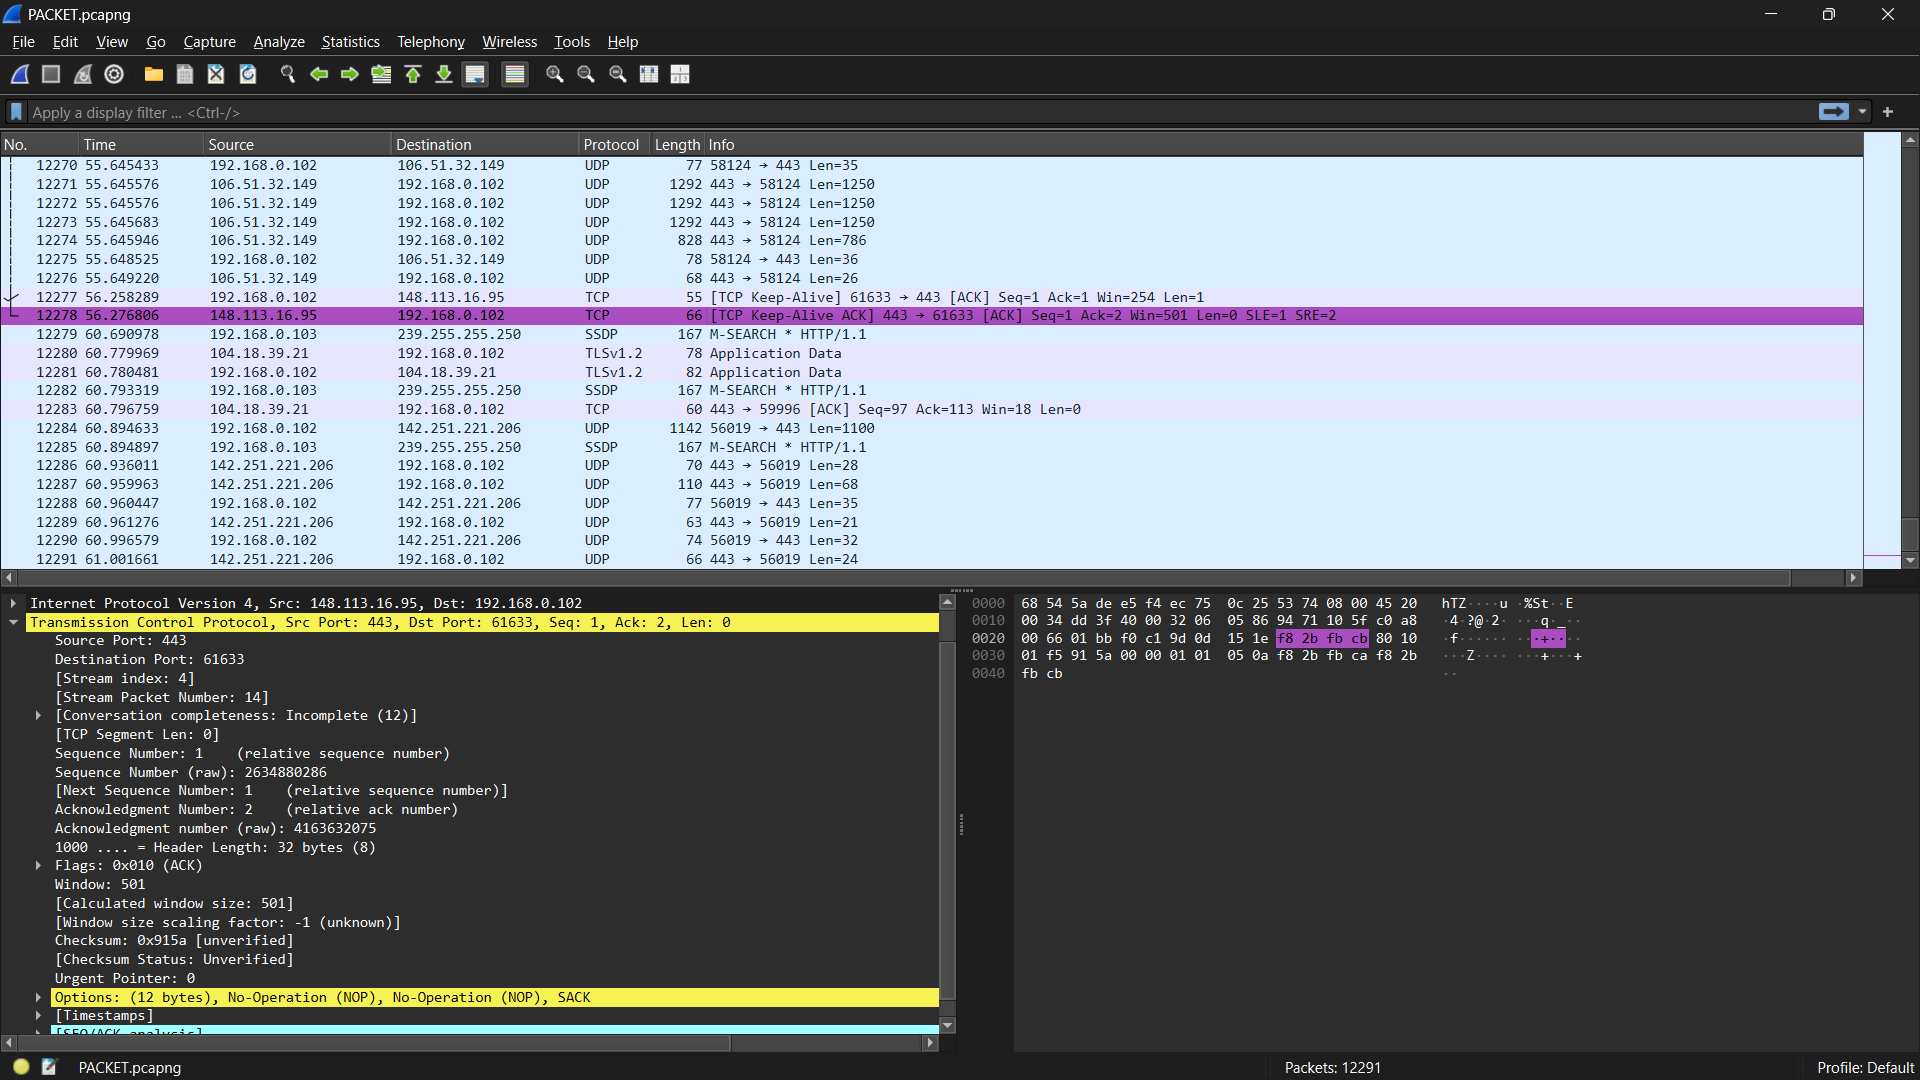 PACKET.pcapng
File Edit View Go Capture Analyze Statistics Telephony Wireless Tools Help
Apply a display filter ... <Ctrl-/>
No. Time Source Destination Protocol Length Info
12270 55.645433 192.168.0.102 106.51.32.149 UDP 77 58124 → 443 Len=35
12271 55.645576 106.51.32.149 192.168.0.102 UDP 1292 443 → 58124 Len=1250
12272 55.645576 106.51.32.149 192.168.0.102 UDP 1292 443 → 58124 Len=1250
12273 55.645683 106.51.32.149 192.168.0.102 UDP 1292 443 → 58124 Len=1250
12274 55.645946 106.51.32.149 192.168.0.102 UDP 828 443 → 58124 Len=786
12275 55.648525 192.168.0.102 106.51.32.149 UDP 78 58124 → 443 Len=36
12276 55.649220 106.51.32.149 192.168.0.102 UDP 68 443 → 58124 Len=26
12277 56.258289 192.168.0.102 148.113.16.95 TCP 55 [TCP Keep-Alive] 61633 → 443 [ACK] Seq=1 Ack=1 Win=254 Len=1
12278 56.276806 148.113.16.95 192.168.0.102 TCP 66 [TCP Keep-Alive ACK] 443 → 61633 [ACK] Seq=1 Ack=2 Win=501 Len=0 SLE=1 SRE=2
12279 60.690978 192.168.0.103 239.255.255.250 SSDP 167 M-SEARCH * HTTP/1.1
12280 60.779969 104.18.39.21 192.168.0.102 TLSv1.2 78 Application Data
12281 60.780481 192.168.0.102 104.18.39.21 TLSv1.2 82 Application Data
12282 60.793319 192.168.0.103 239.255.255.250 SSDP 167 M-SEARCH * HTTP/1.1
12283 60.796759 104.18.39.21 192.168.0.102 TCP 60 443 → 59996 [ACK] Seq=97 Ack=113 Win=18 Len=0
12284 60.894633 192.168.0.102 142.251.221.206 UDP 1142 56019 → 443 Len=1100
12285 60.894897 192.168.0.103 239.255.255.250 SSDP 167 M-SEARCH * HTTP/1.1
12286 60.936011 142.251.221.206 192.168.0.102 UDP 70 443 → 56019 Len=28
12287 60.959963 142.251.221.206 192.168.0.102 UDP 110 443 → 56019 Len=68
12288 60.960447 192.168.0.102 142.251.221.206 UDP 77 56019 → 443 Len=35
12289 60.961276 142.251.221.206 192.168.0.102 UDP 63 443 → 56019 Len=21
12290 60.996579 192.168.0.102 142.251.221.206 UDP 74 56019 → 443 Len=32
12291 61.001661 142.251.221.206 192.168.0.102 UDP 66 443 → 56019 Len=24
Internet Protocol Version 4, Src: 148.113.16.95, Dst: 192.168.0.102
Transmission Control Protocol, Src Port: 443, Dst Port: 61633, Seq: 1, Ack: 2, Len: 0
Source Port: 443
Destination Port: 61633
[Stream index: 4]
[Stream Packet Number: 14]
[Conversation completeness: Incomplete (12)]
[TCP Segment Len: 0]
Sequence Number: 1 (relative sequence number)
Sequence Number (raw): 2634880286
[Next Sequence Number: 1 (relative sequence number)]
Acknowledgment Number: 2 (relative ack number)
Acknowledgment number (raw): 4163632075
1000 .... = Header Length: 32 bytes (8)
Flags: 0x010 (ACK)
Window: 501
[Calculated window size: 501]
[Window size scaling factor: -1 (unknown)]
Checksum: 0x915a [unverified]
[Checksum Status: Unverified]
Urgent Pointer: 0
Options: (12 bytes), No-Operation (NOP), No-Operation (NOP), SACK
[Timestamps]
[SEQ/ACK analysis]
0000 68 54 5a de e5 f4 ec 75 0c 25 53 74 08 00 45 20 hTZ····u ·%St··E
0010 00 34 dd 3f 40 00 32 06 05 86 94 71 10 5f c0 a8 ·4·?@·2· ···q·_··
0020 00 66 01 bb f0 c1 9d 0d 15 1e f8 2b fb cb 80 10 ·f······ ···+····
0030 01 f5 91 5a 00 00 01 01 05 0a f8 2b fb ca f8 2b ···Z···· ···+···+
0040 fb cb ··
PACKET.pcapng
Packets: 12291
Profile: Default